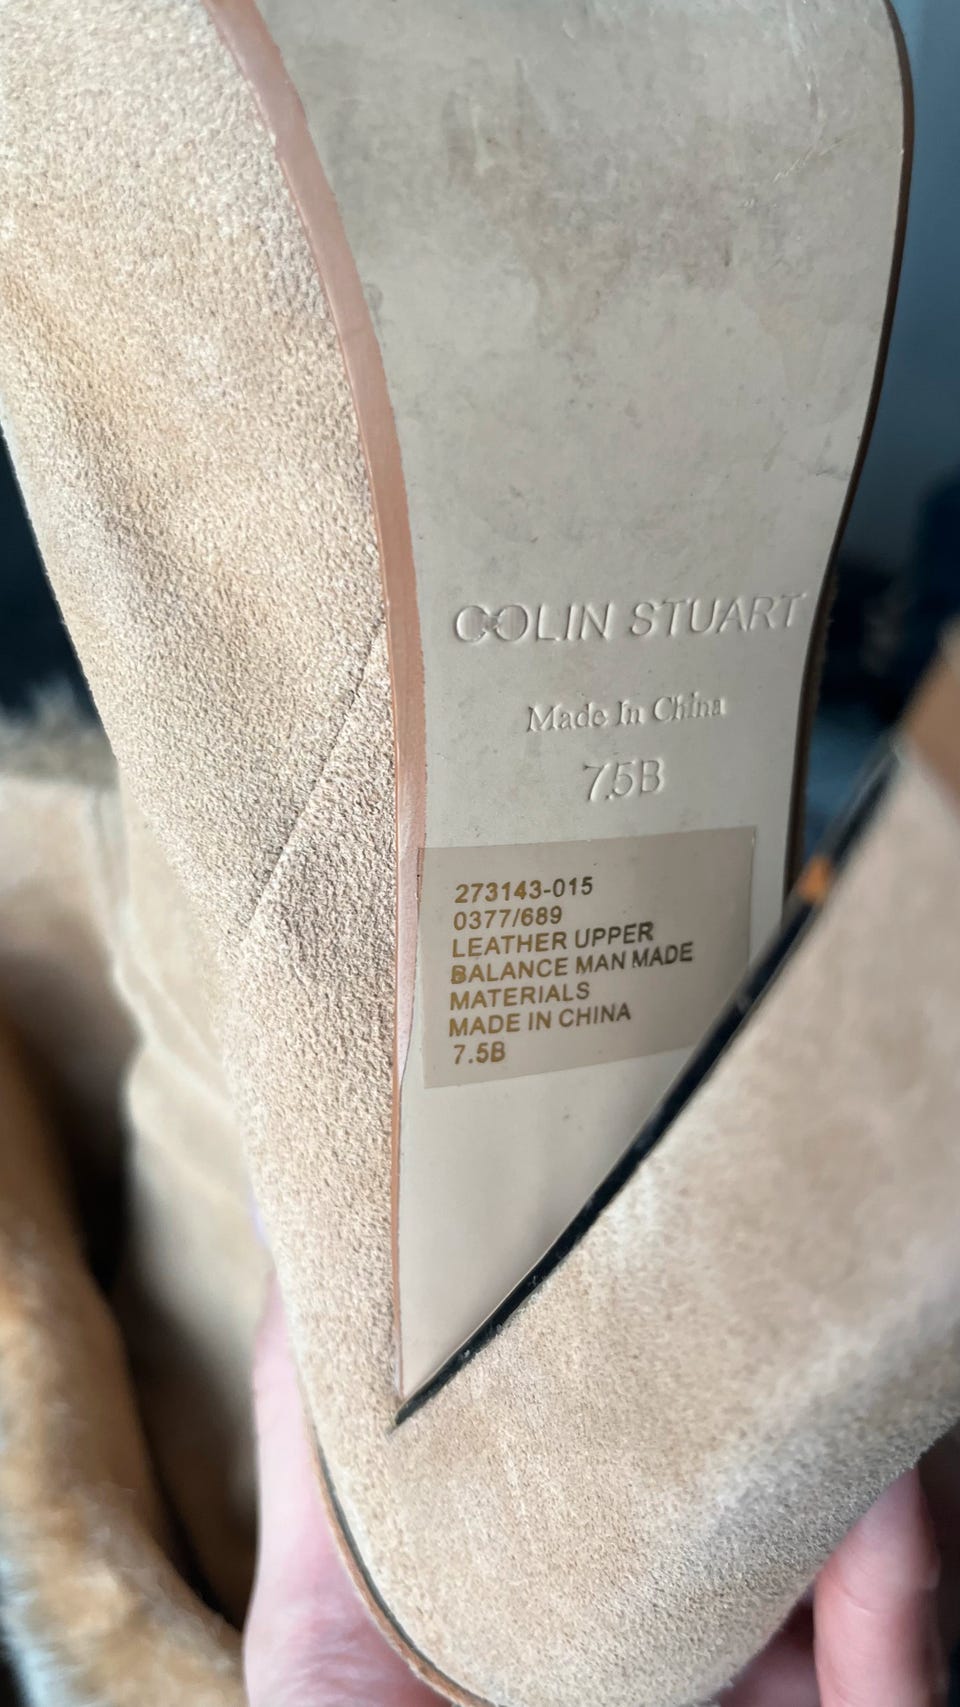 COLIN STUART
Made In China
7.5B
273143-015
0377/689
LEATHER UPPER
BALANCE MAN MADE
MATERIALS
MADE IN CHINA
7.5B